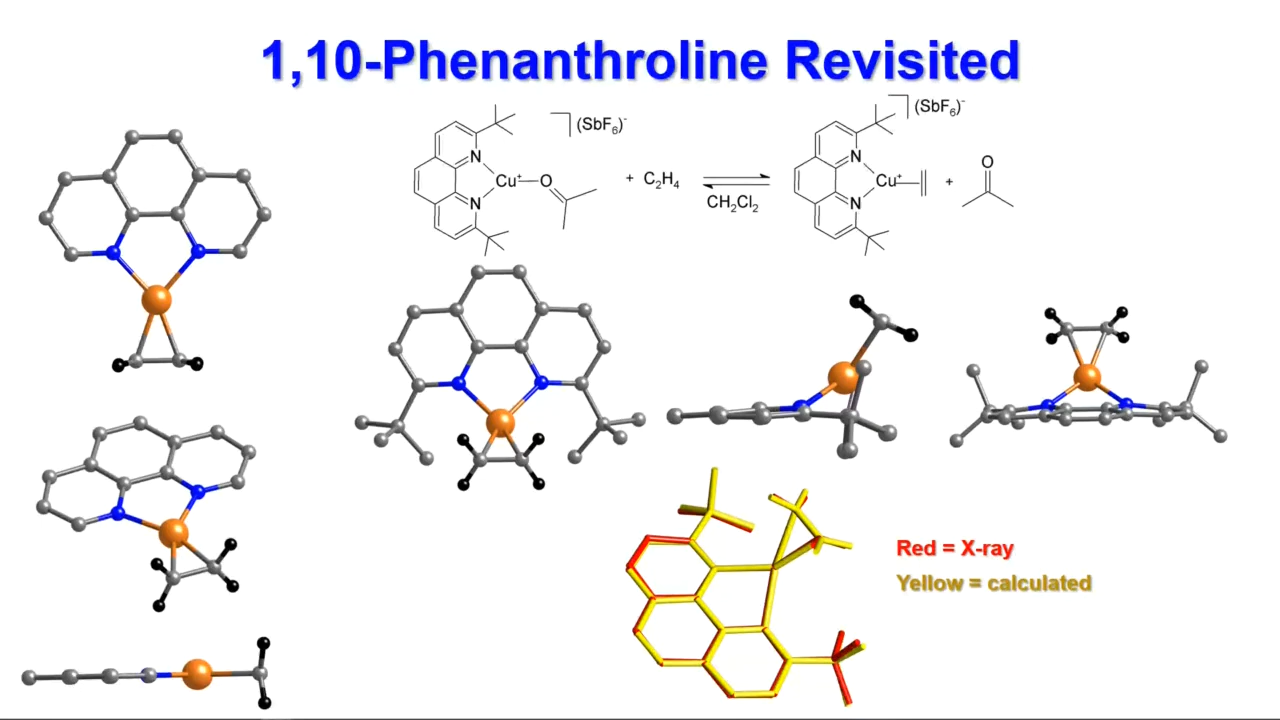 1,10-Phenanthroline Revisited
(SbF6)-
(SbF6)-
N
Cu+
O
N
+ C2H4
CH2Cl2
N
Cu+
N
+
O
Red = X-ray
Yellow = calculated